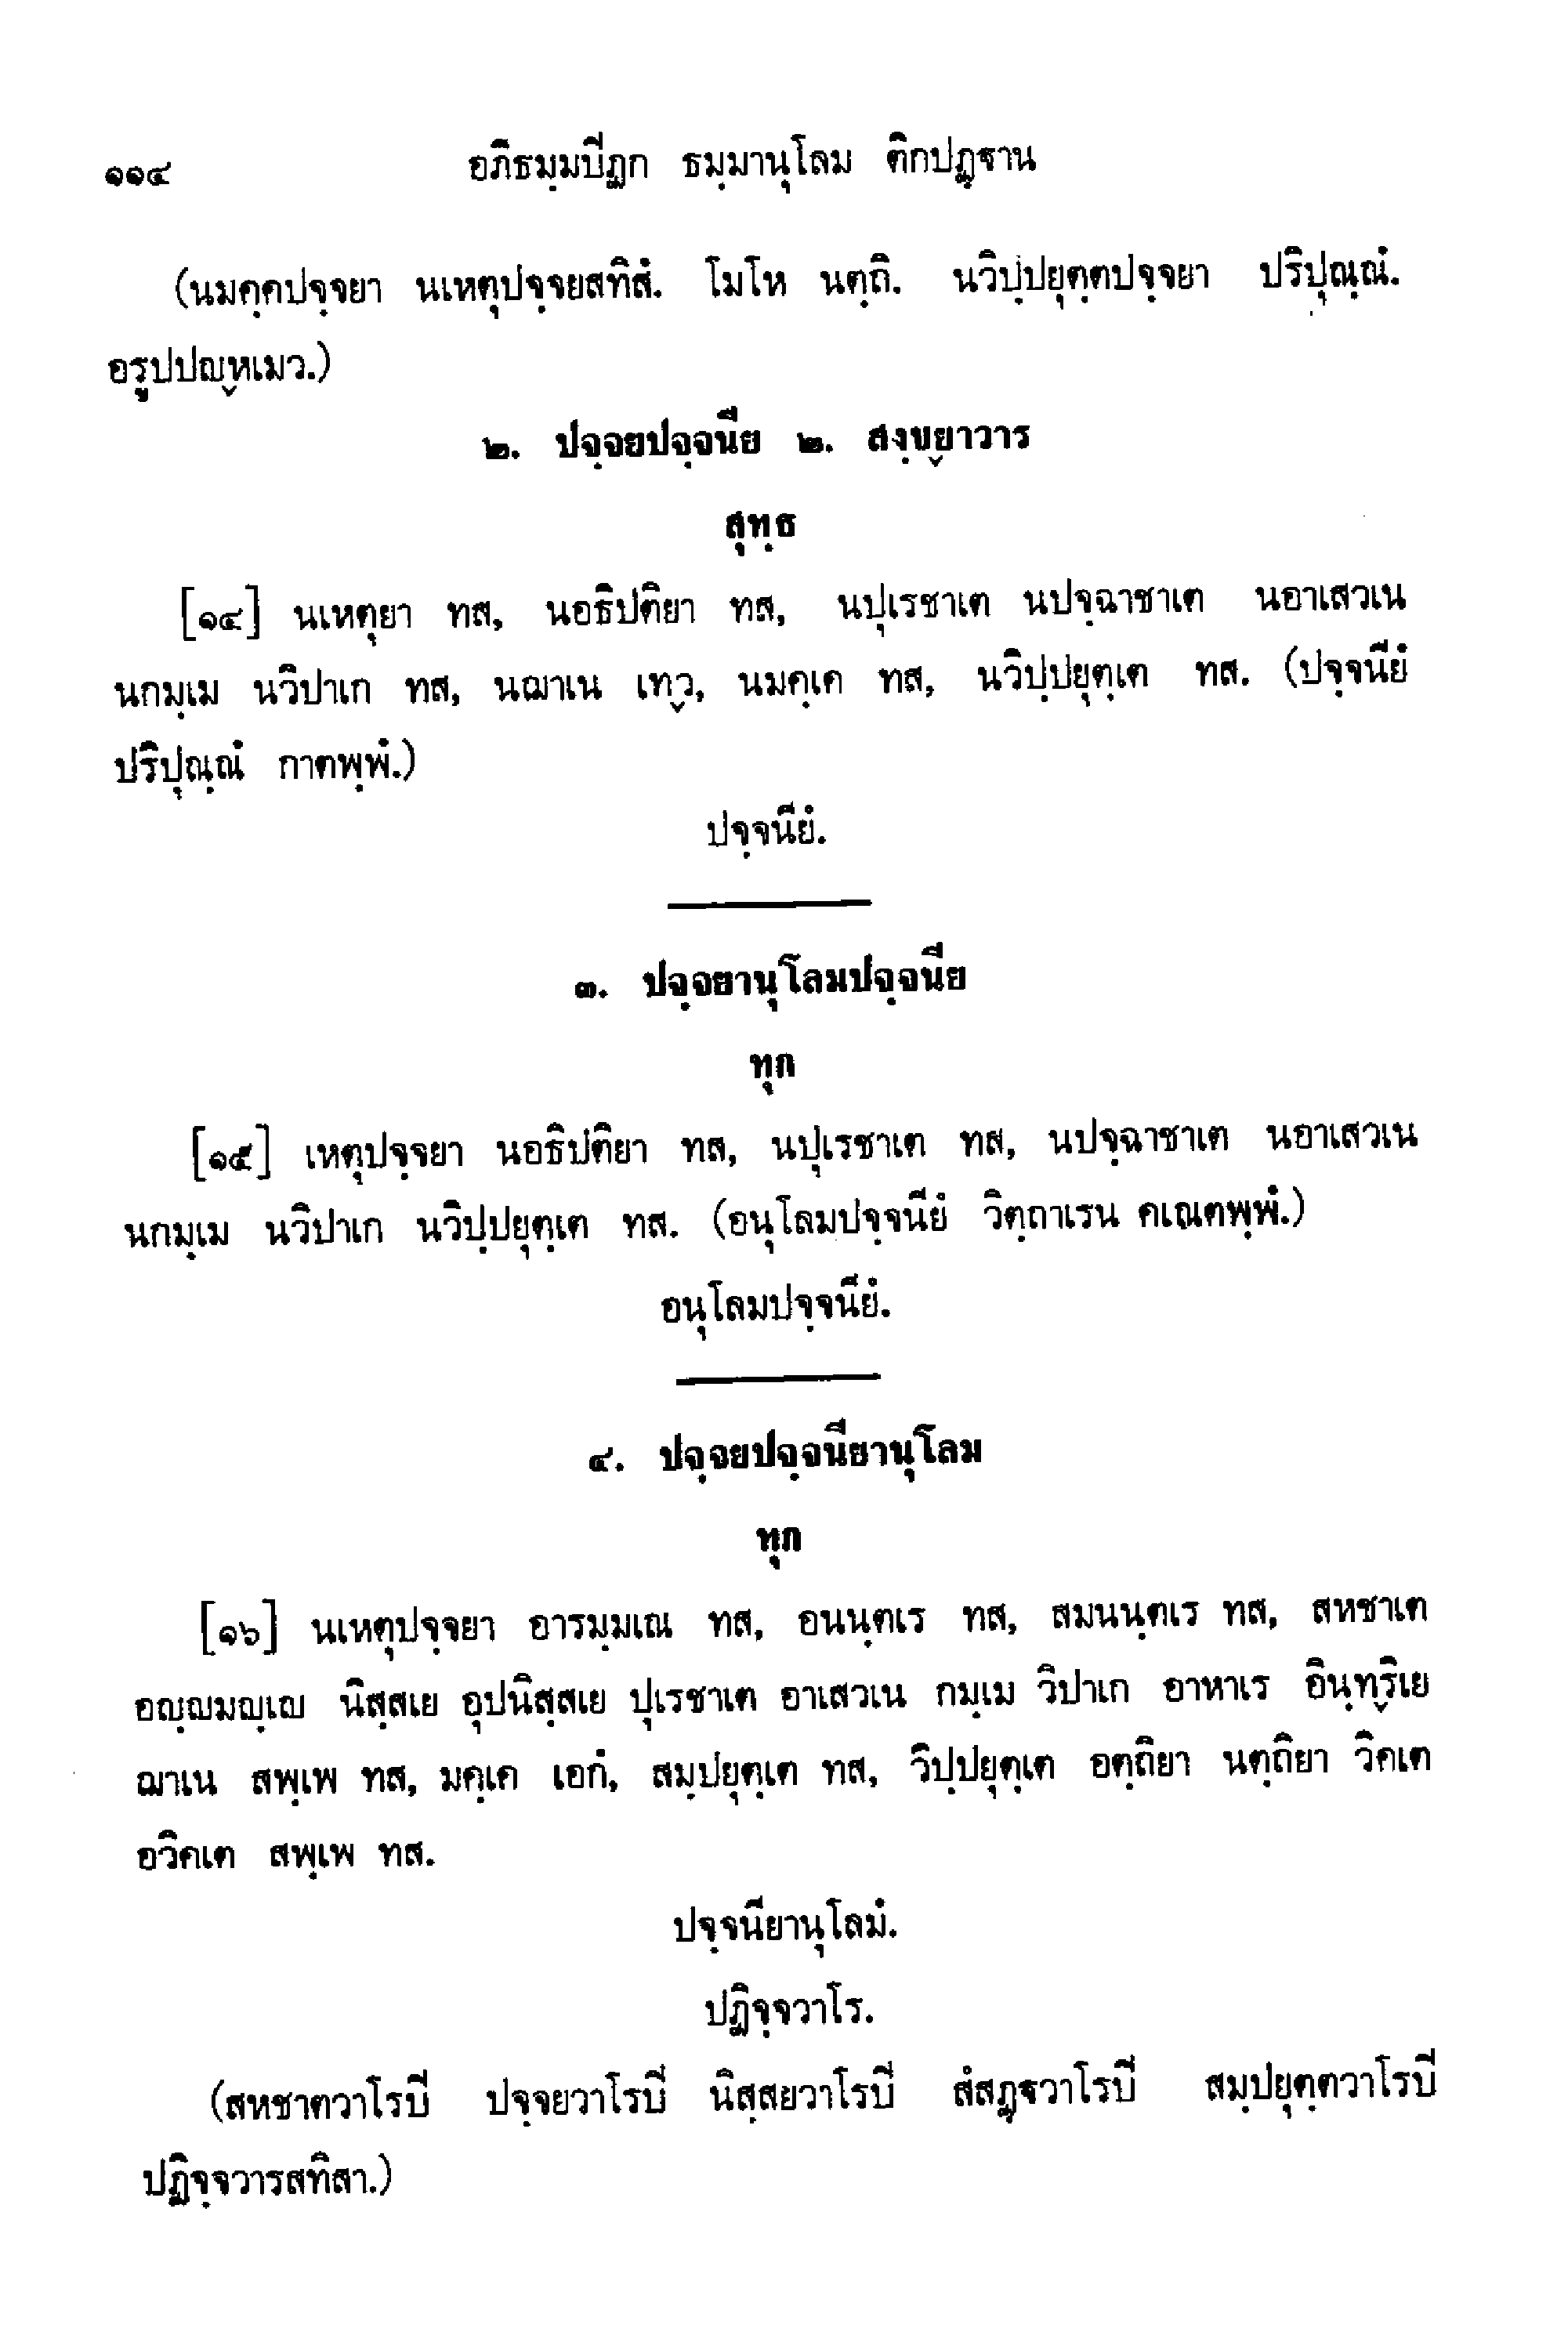 ๑๑๔ อภิธมฺมปิฏก ธมฺมานุโลม ติกปฏฺฐาน
(นมคฺคปจฺจยา นเหตุปจฺจยสทิสํ. โมโห นตฺถิ. นวิปฺปยุตฺตปจฺจยา ปริปุณฺณํ.
อรูปปญฺหเมว.)
๒. ปจฺจยปจฺจนีย ๒. สงฺขฺยาวาร
สุทฺธ
[๑๔] นเหตุยา ทส, นอธิปติยา ทส, นปุเรชาเต นปจฺฉาชาเต นอาเสวเน
นกมฺเม นวิปาเก ทส, นฌาเน เทฺว, นมคฺเค ทส, นวิปฺปยุตฺเต ทส. (ปจฺจนียํ
ปริปุณฺณํ กาตพฺพํ.)
ปจฺจนียํ.
๓. ปจฺจยานุโลมปจฺจนีย
ทุก
[๑๕] เหตุปจฺจยา นอธิปติยา ทส, นปุเรชาเต ทส, นปจฺฉาชาเต นอาเสวเน
นกมฺเม นวิปาเก นวิปฺปยุตฺเต ทส. (อนุโลมปจฺจนียํ วิตฺถาเรน คเณตพฺพํ.)
อนุโลมปจฺจนียํ.
๔. ปจฺจยปจฺจนียานุโลม
ทุก
[๑๖] นเหตุปจฺจยา อารมฺมเณ ทส, อนนฺตเร ทส, สมนนฺตเร ทส, สหชาเต
อญฺญมญฺเญ นิสฺสเย อุปนิสฺสเย ปุเรชาเต อาเสวเน กมฺเม วิปาเก อาหาเร อินฺทฺริเย
ฌาเน สพฺเพ ทส, มคฺเค เอกํ, สมฺปยุตฺเต ทส, วิปฺปยุตฺเต อตฺถิยา นตฺถิยา วิคเต
อวิคเต สพฺเพ ทส.
ปจฺจนียานุโลมํ.
ปฏิจฺจวาโร.
(สหชาตวาโรปิ ปจฺจยวาโรปิ นิสฺสยวาโรปิ สํสฏฺฐวาโรปิ สมฺปยุตฺตวาโรปิ
ปฏิจฺจวารสทิสา.)